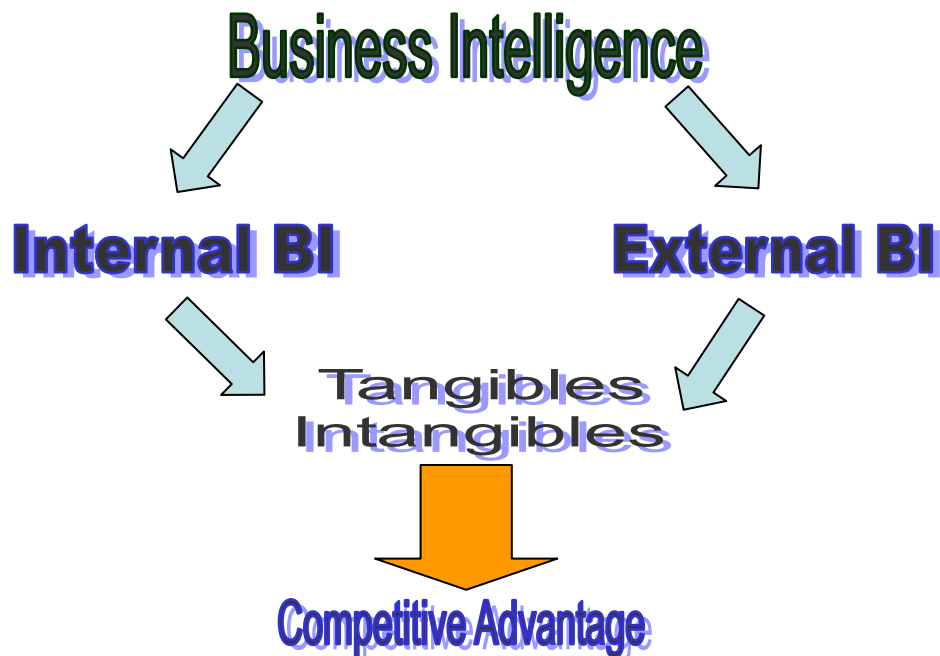 Business Intelligence
Internal BI
External BI
Tangibles
Intangibles
Competitive Advantage